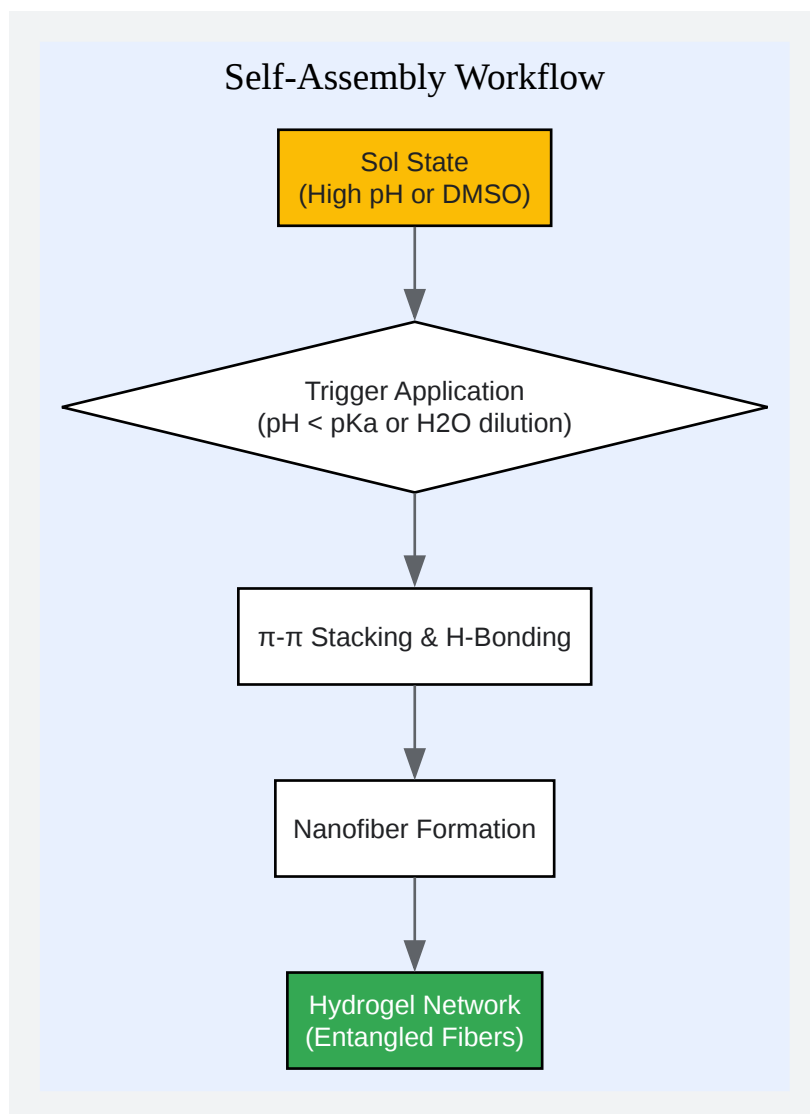 Self-Assembly Workflow
Sol State
(High pH or DMSO)
Trigger Application
(pH < pKa or H2O dilution)
π-π Stacking & H-Bonding
Nanofiber Formation
Hydrogel Network
(Entangled Fibers)